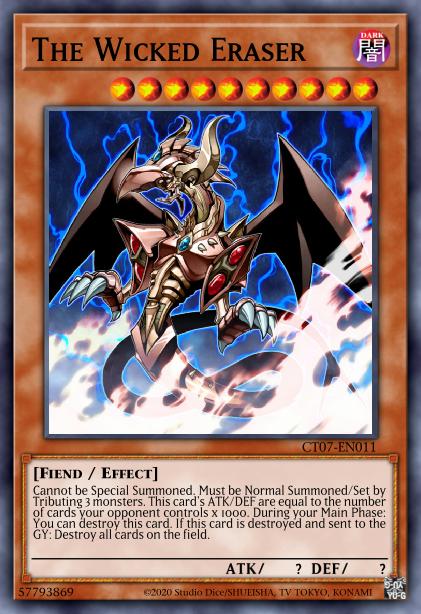 THE WICKED ERASER
DARK
闇
CT07-EN011
[FIEND / EFFECT]
Cannot be Special Summoned. Must be Normal Summoned/Set by
Tributing 3 monsters. This card's ATK/DEF are equal to the number
of cards your opponent controls x 1000. During your Main Phase:
You can destroy this card. If this card is destroyed and sent to the
GY: Destroy all cards on the field.
ATK/ ? DEF/ ?
57793869
©2020 Studio Dice/SHUEISHA, TV TOKYO, KONAMI